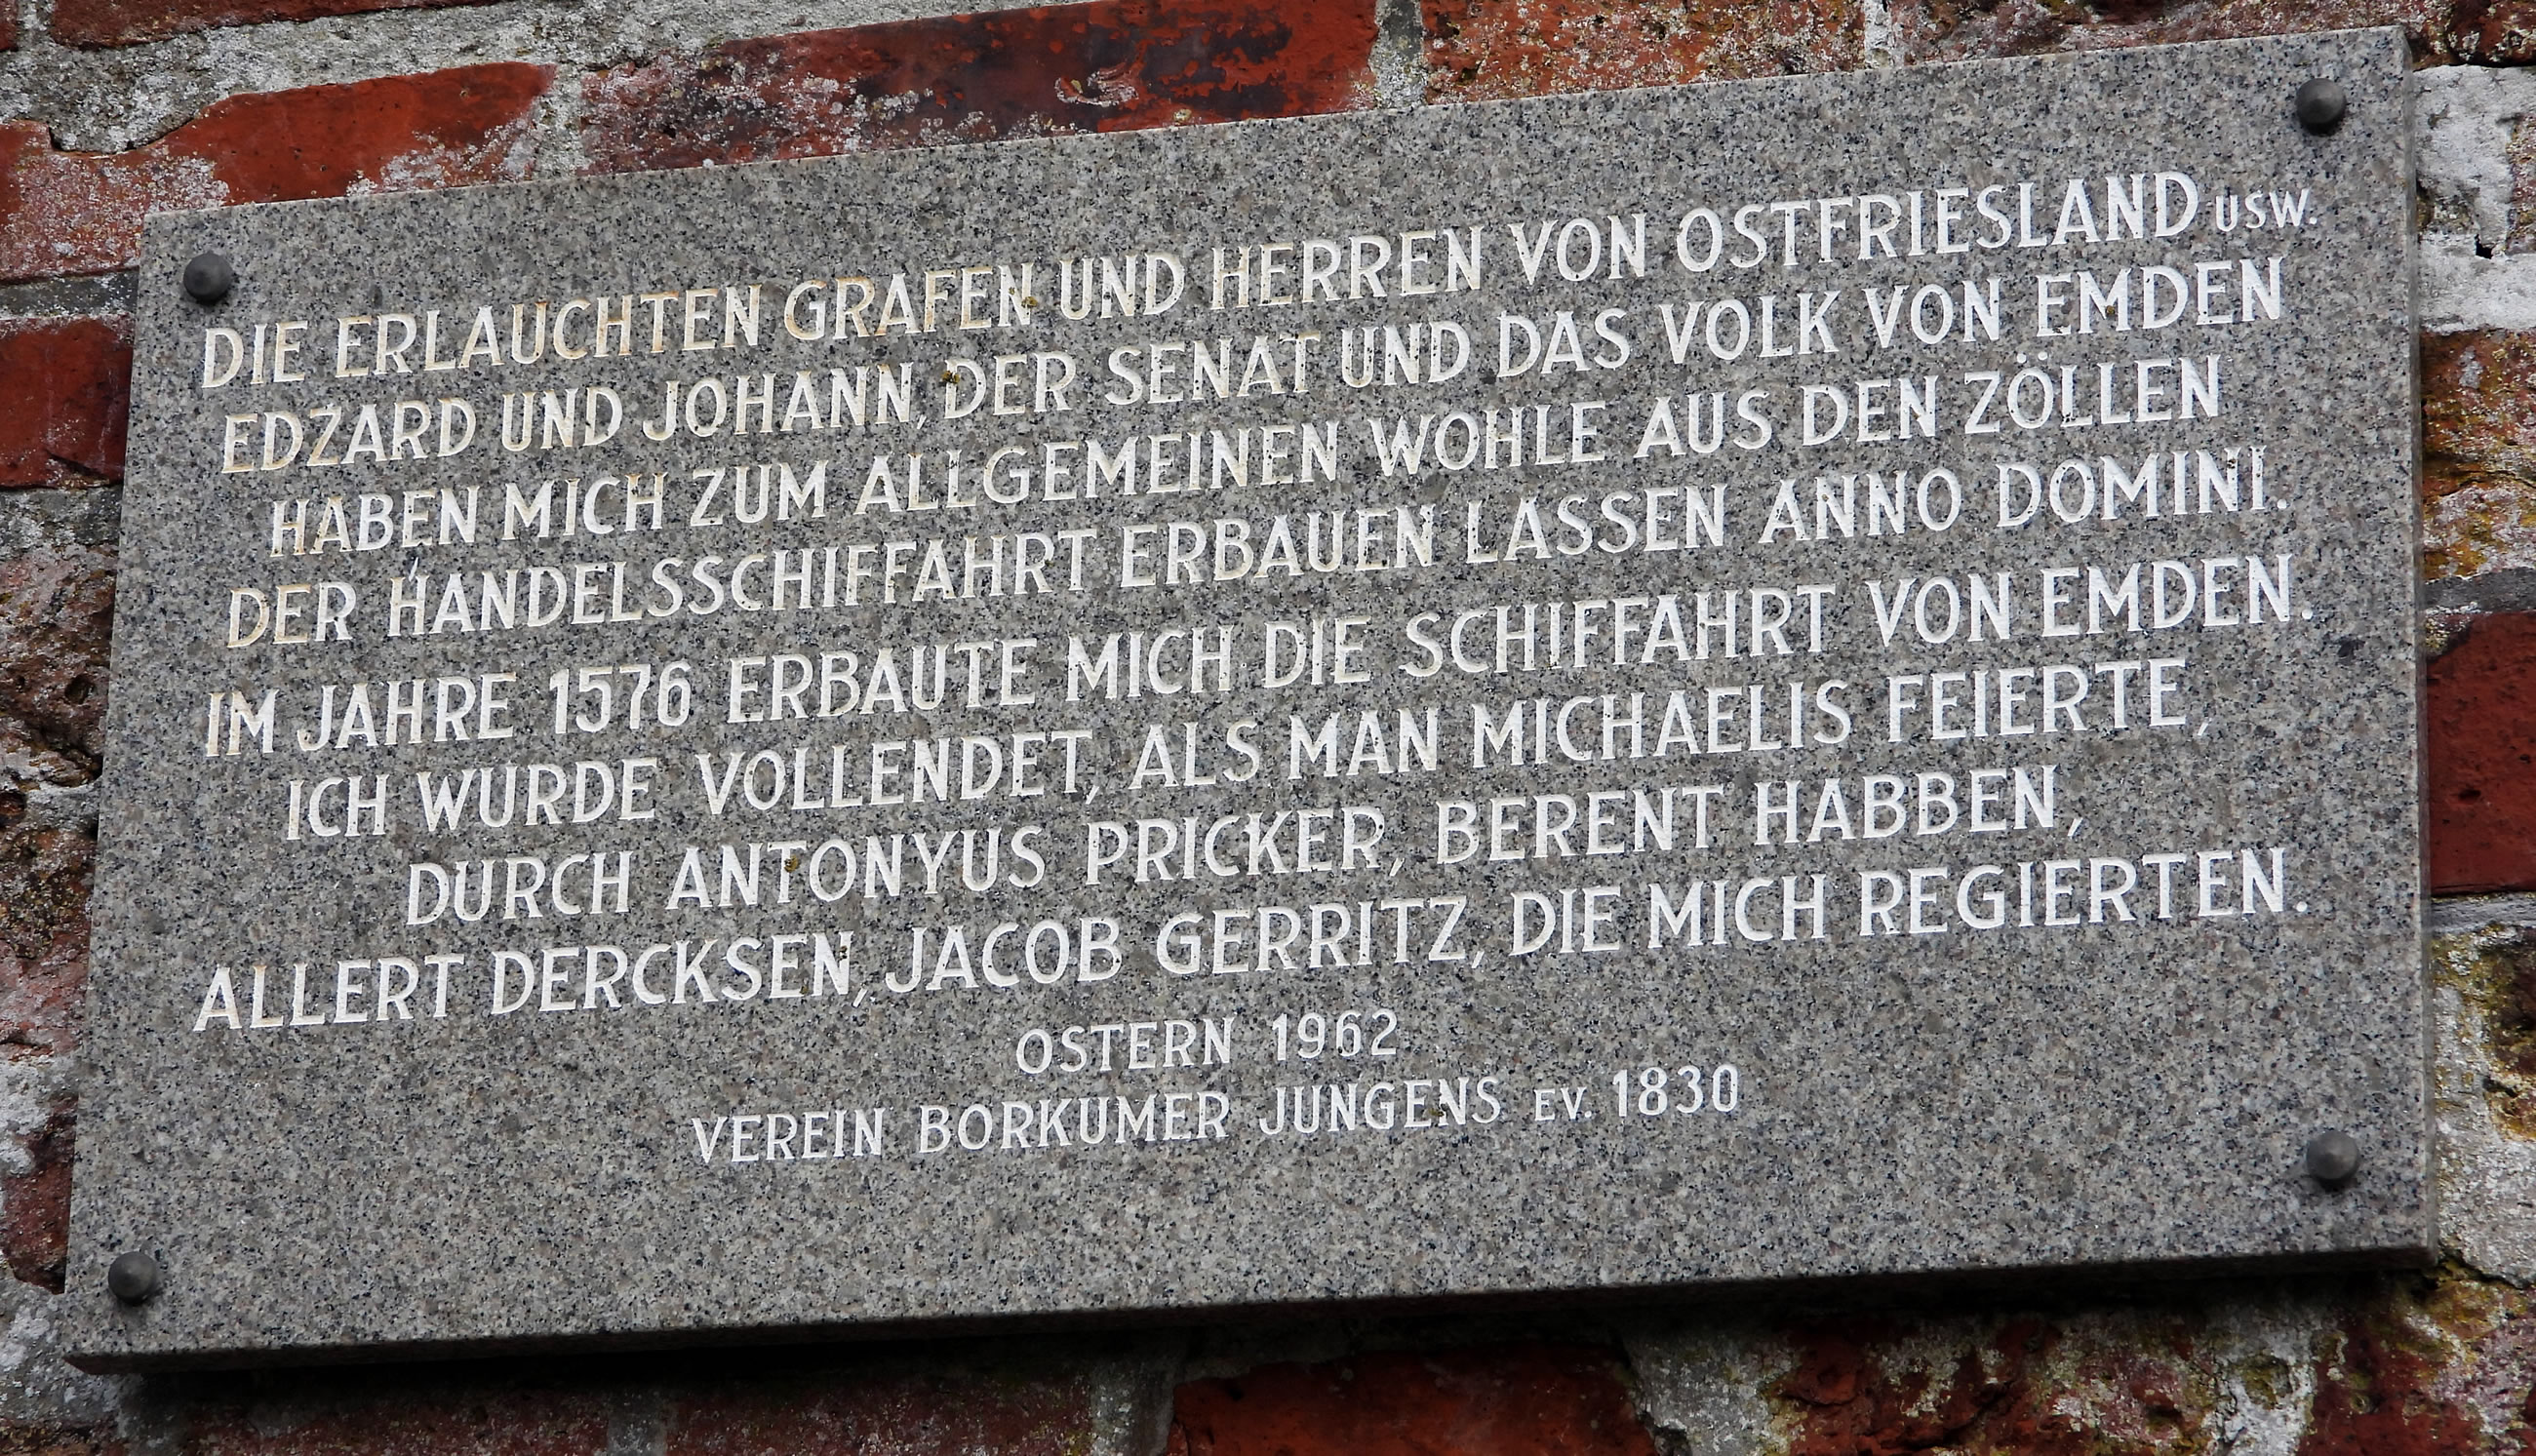 DIE ERLAUCHTEN GRAFEN UND HERREN VON OSTFRIESLAND USW.
EDZARD UND JOHANN, DER SENAT UND DAS VOLK VON EMDEN
HABEN MICH ZUM ALLGEMEINEN WOHLE AUS DEN ZÖLLEN
DER HANDELSSCHIFFAHRT ERBAUEN LASSEN ANNO DOMINI.
IM JAHRE 1576 ERBAUTE MICH DIE SCHIFFAHRT VON EMDEN.
ICH WURDE VOLLENDET, ALS MAN MICHAELIS FEIERTE,
DURCH ANTONYUS PRICKER, BERENT HABBEN,
ALLERT DERCKSEN, JACOB GERRITZ, DIE MICH REGIERTEN.
OSTERN 1962
VEREIN BORKUMER JUNGENS EV. 1830